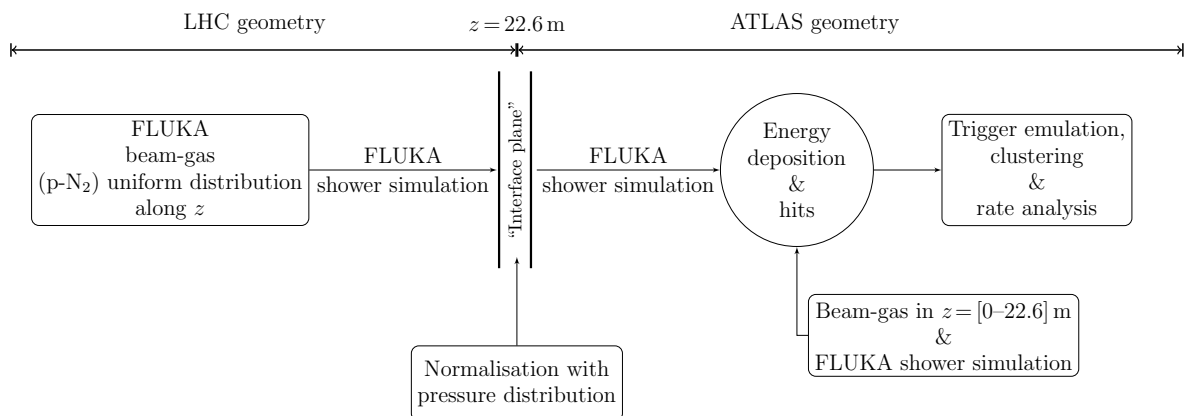 LHC geometry
z = 22.6 m
ATLAS geometry
FLUKA
beam-gas
(p-N₂) uniform distribution
along z
FLUKA
shower simulation
“Interface plane”
FLUKA
shower simulation
Energy
deposition
&
hits
Trigger emulation,
clustering
&
rate analysis
Normalisation with
pressure distribution
Beam-gas in z = [0–22.6] m
&
FLUKA shower simulation